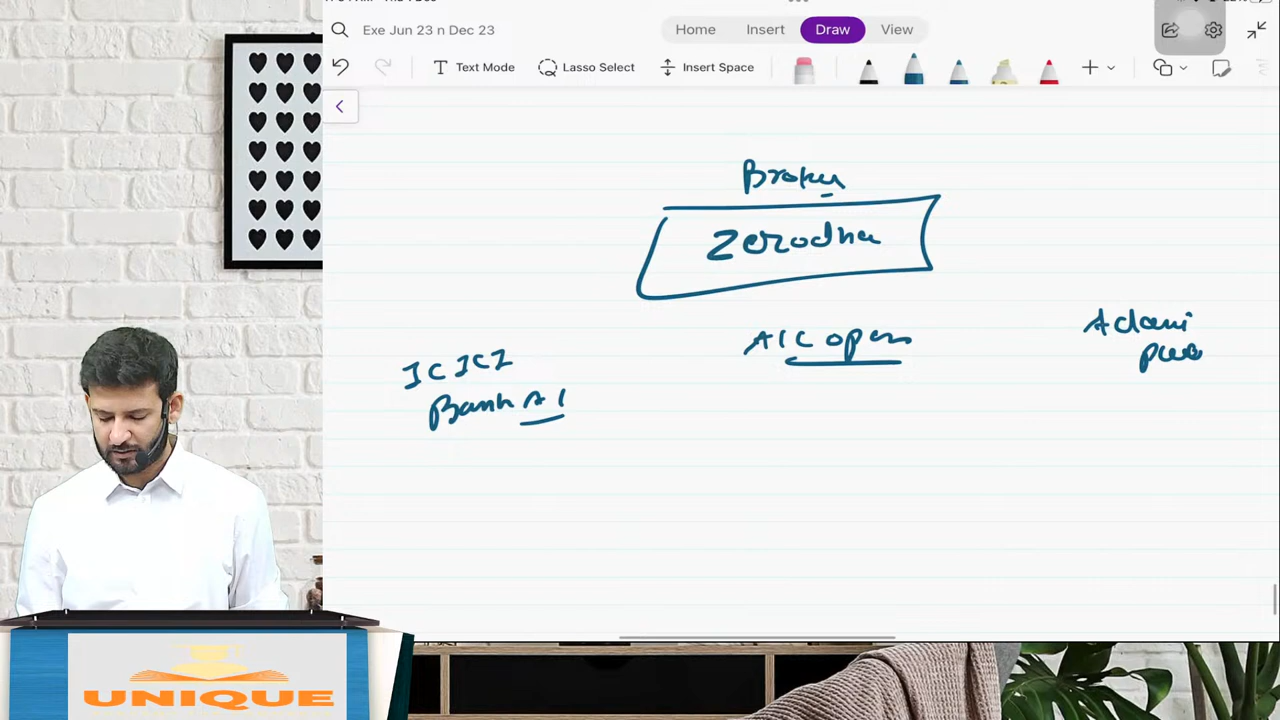 Exe Jun 23 n Dec 23
Home
Insert
Draw
View
Text Mode
Lasso Select
Insert Space
Broker
Zerodha
A/C open
ICICI
Bank A/
Adani
UNIQUE